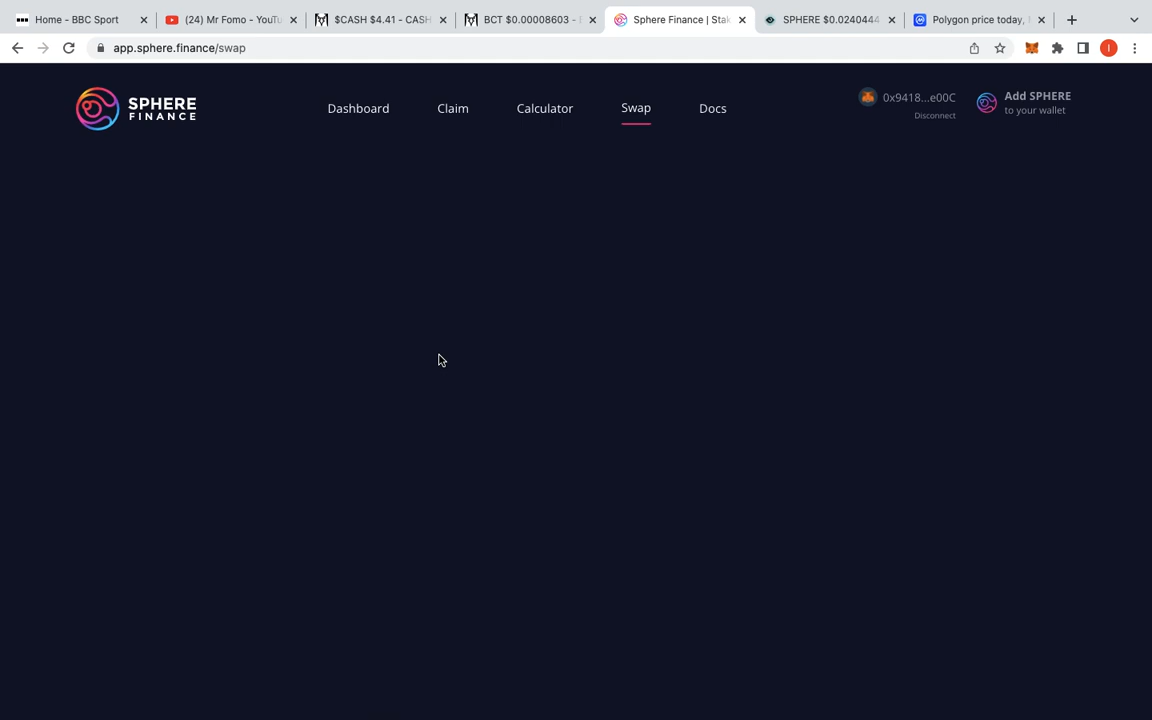 Home - BBC Sport
(24) Mr Fomo - YouTu
$CASH $4.41 - CASH
BCT $0.00008603 -
Sphere Finance | Stak
SPHERE $0.0240444
Polygon price today,
app.sphere.finance/swap
I
SPHERE
FINANCE
Dashboard
Claim
Calculator
Swap
Docs
0x9418...e00C
Disconnect
Add SPHERE
to your wallet